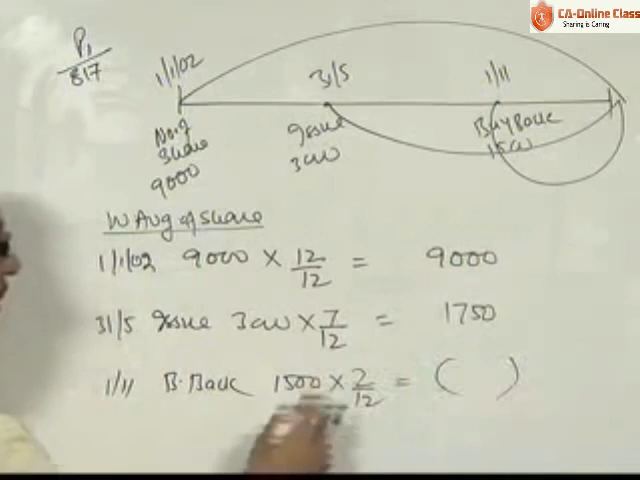 CA-Online Class
Sharing is Caring
P1
817
1/1/02 31/5 1/11
No. of Share 9000
Issue 3000
Buy Back 1500
W Avg of Share
1/1/02 9000 × 12/12 = 9000
31/5 Issue 3000 × 7/12 = 1750
1/11 B.Back 1500 × 2/12 = ( )